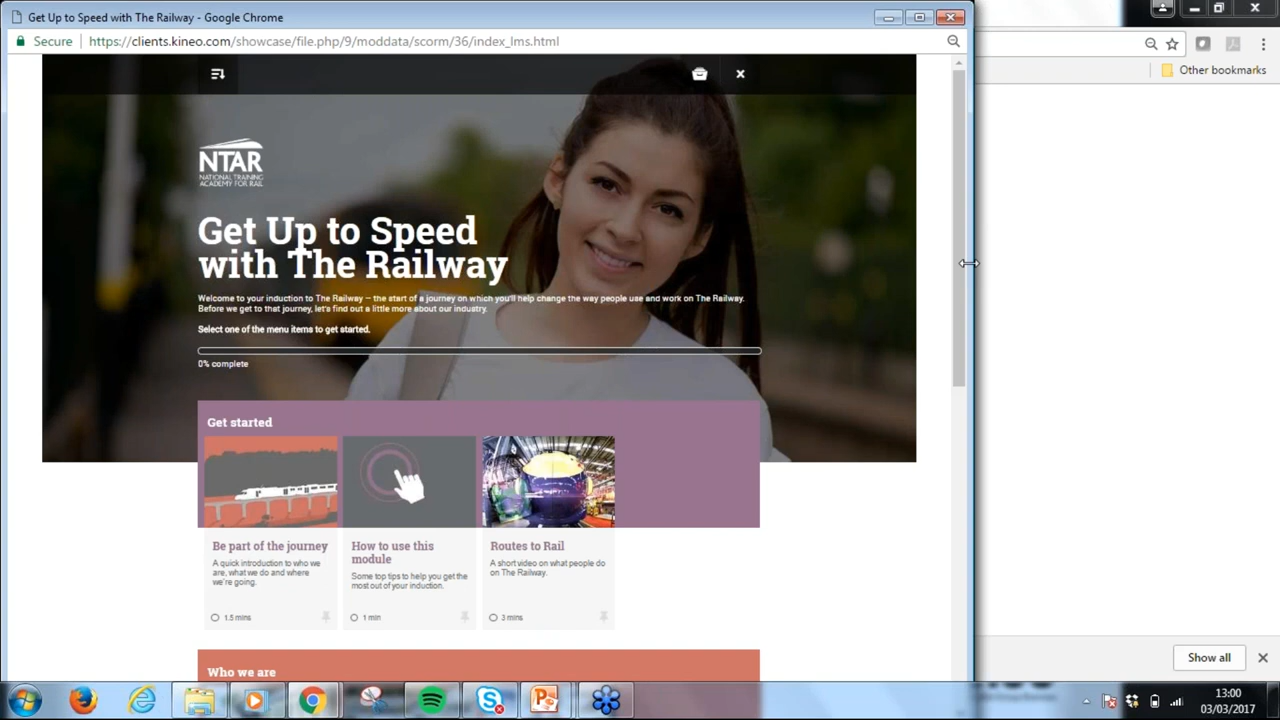 Get Up to Speed with The Railway - Google Chrome
Secure
https://clients.kineo.com/showcase/file.php/9/moddata/scorm/36/index_lms.html
Other bookmarks
NTAR
NATIONAL TRAINING
ACADEMY FOR RAIL
Get Up to Speed
with The Railway
Welcome to your induction to The Railway – the start of a journey on which you'll help change the way people use and work on The Railway.
Before we get to that journey, let's find out a little more about our industry.
Select one of the menu items to get started.
0% complete
Get started
Be part of the journey
A quick introduction to who we
are, what we do and where
we're going.
1.5 mins
How to use this
module
Some top tips to help you get the
most out of your induction.
1 min
Routes to Rail
A short video on what people do
on The Railway.
3 mins
Who we are
Show all
13:00
03/03/2017